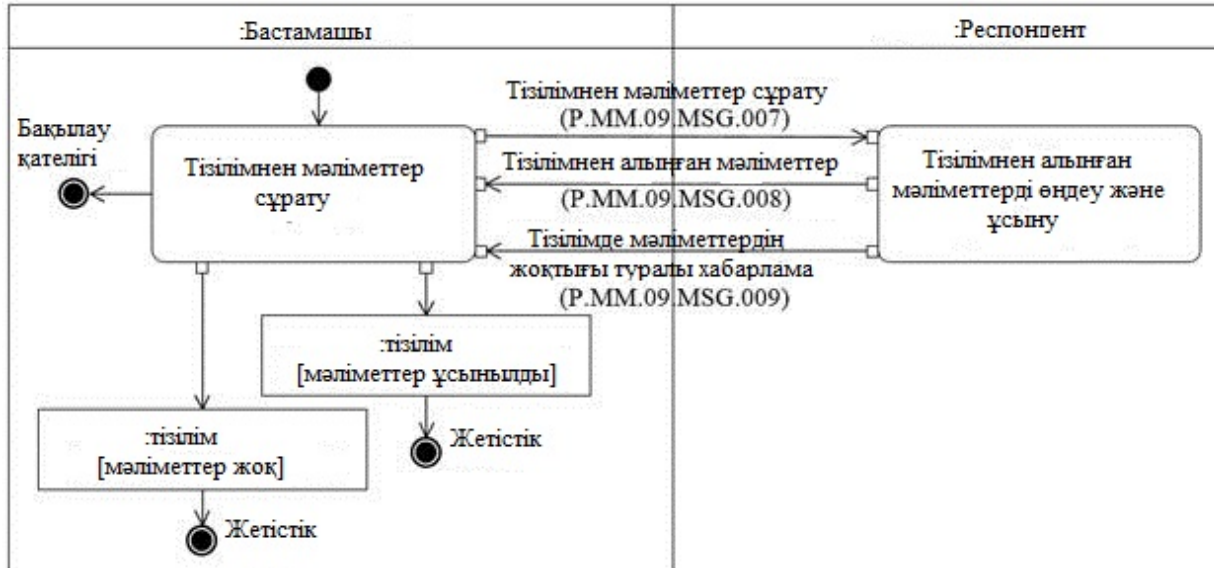 :Бастамашы
:Респондент
Тізілімнен мәліметтер сұрату
(P.MM.09.MSG.007)
Бақылау
қателігі
Тізілімнен мәліметтер
сұрату
Тізілімнен алынған мәліметтер
(P.MM.09.MSG.008)
Тізілімнен алынған
мәліметтерді өңдеу және
ұсыну
Тізілімде мәліметтердің
жоқтығы туралы хабарлама
(P.MM.09.MSG.009)
:тізілім
[мәліметтер ұсынылды]
Жетістік
:тізілім
[мәліметтер жоқ]
Жетістік